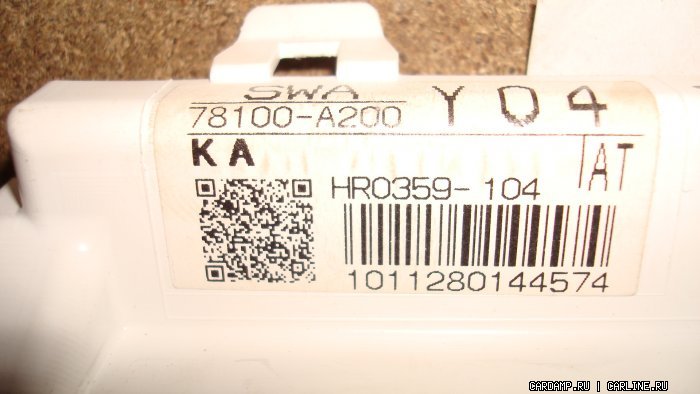 SWA
78100-A200 Y04
KA
AT
HR0359-104
1011280144574
CARDAMP.RU | CARLINE.RU